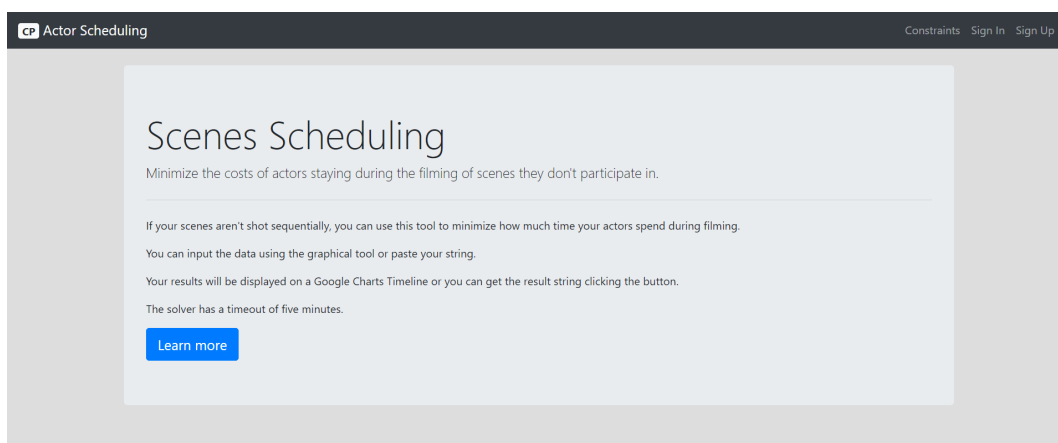 CP Actor Scheduling
Constraints Sign In Sign Up
Scenes Scheduling
Minimize the costs of actors staying during the filming of scenes they don't participate in.
If your scenes aren't shot sequentially, you can use this tool to minimize how much time your actors spend during filming.
You can input the data using the graphical tool or paste your string.
Your results will be displayed on a Google Charts Timeline or you can get the result string clicking the button.
The solver has a timeout of five minutes.
Learn more